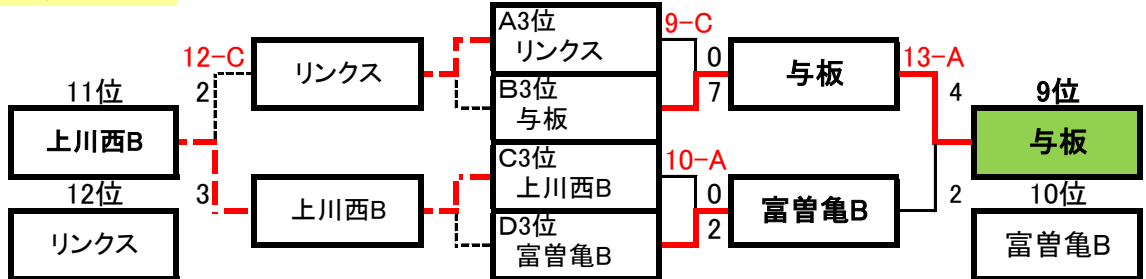 A3位
リンクス
9-C
12-C
リンクス
0
与板
13-A
11位
2
B3位
7
4
9位
上川西B
与板
与板
12位
C3位
10-A
3
上川西B
上川西B
0
富曽亀B
2
10位
リンクス
D3位
2
富曽亀B
富曽亀B